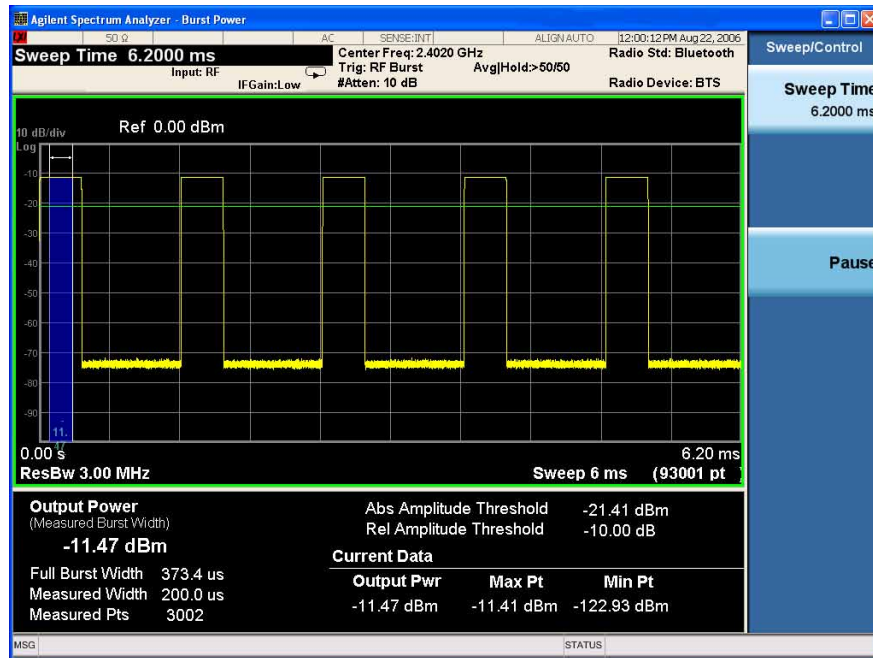 Agilent Spectrum Analyzer - Burst Power
50 Ω AC SENSE:INT ALIGN AUTO 12:00:12 PM Aug 22, 2006
Sweep Time 6.2000 ms
Input: RF
IFGain:Low
Center Freq: 2.4020 GHz
Trig: RF Burst Avg|Hold:>50/50
#Atten: 10 dB
Radio Std: Bluetooth
Radio Device: BTS
Sweep/Control
Sweep Time
6.2000 ms
Pause
10 dB/div Ref 0.00 dBm
Log
-10
-20
-30
-40
-50
-60
-70
-80
-90
-
11.
47
0.00 s 6.20 ms
ResBw 3.00 MHz Sweep 6 ms (93001 pt
Output Power
(Measured Burst Width)
-11.47 dBm
Full Burst Width 373.4 us
Measured Width 200.0 us
Measured Pts 3002
Abs Amplitude Threshold -21.41 dBm
Rel Amplitude Threshold -10.00 dB
Current Data
Output Pwr Max Pt Min Pt
-11.47 dBm -11.41 dBm -122.93 dBm
MSG STATUS